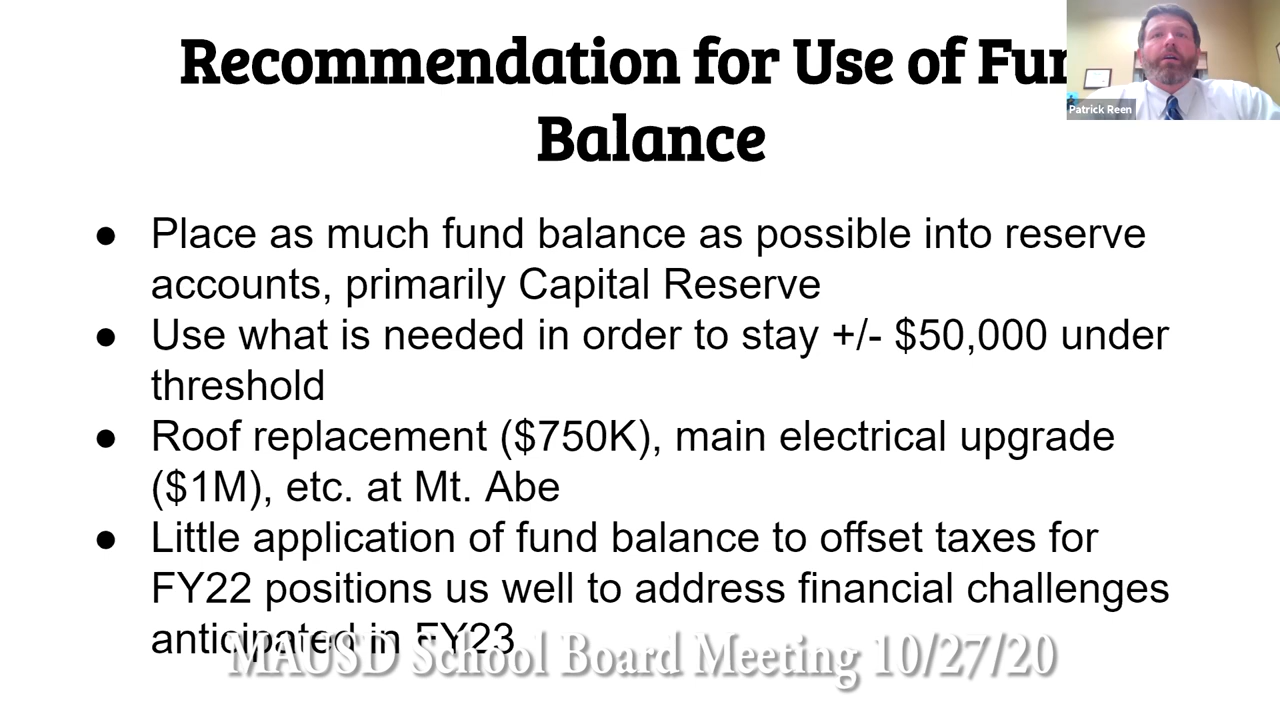 Recommendation for Use of Fun
Balance
Patrick Reen
● Place as much fund balance as possible into reserve
accounts, primarily Capital Reserve
● Use what is needed in order to stay +/- $50,000 under
threshold
● Roof replacement ($750K), main electrical upgrade
($1M), etc. at Mt. Abe
● Little application of fund balance to offset taxes for
FY22 positions us well to address financial challenges
anticipated in FY23
MAUSD School Board Meeting 10/27/20